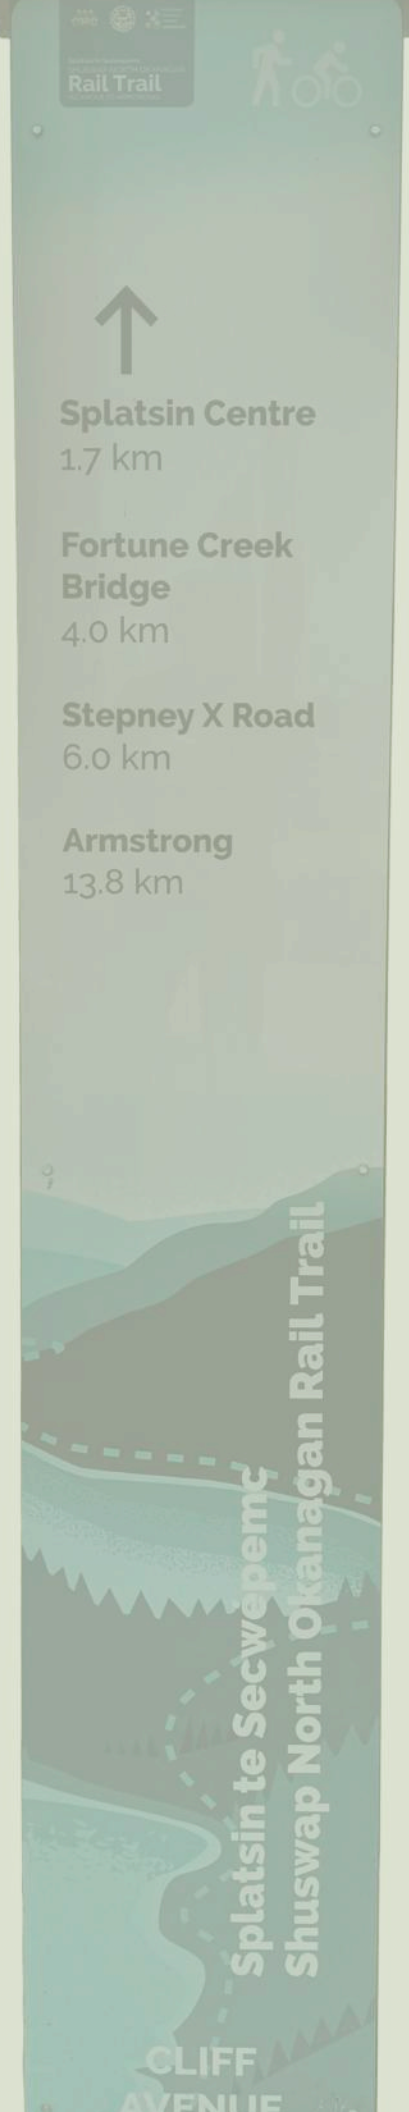 Rail Trail
Splatsin Centre
1.7 km
Fortune Creek
Bridge
4.0 km
Stepney X Road
6.0 km
Armstrong
13.8 km
Splatsin te Secwepemc
Shuswap North Okanagan Rail Trail
CLIFF
AVENUE